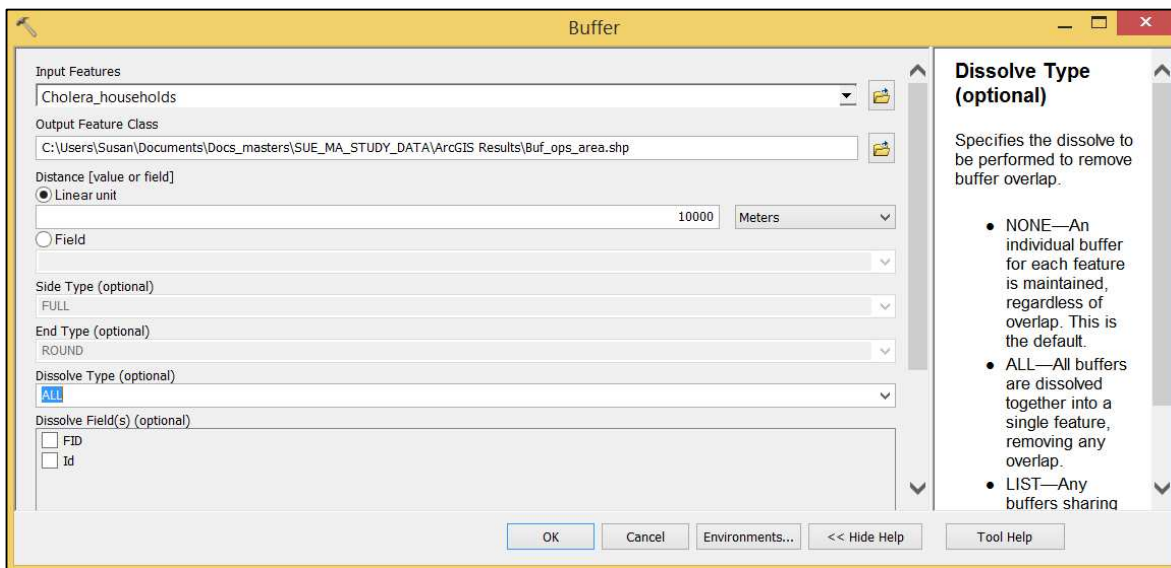 Buffer
Input Features
Cholera_households
Output Feature Class
C:\Users\Susan\Documents\Docs_masters\SUE_MA_STUDY_DATA\ArcGIS Results\Buf_ops_area.shp
Distance [value or field]
Linear unit
10000 Meters
Field
Side Type (optional)
FULL
End Type (optional)
ROUND
Dissolve Type (optional)
ALL
Dissolve Field(s) (optional)
FID
Id
OK Cancel Environments... << Hide Help Tool Help
Dissolve Type
(optional)
Specifies the dissolve to
be performed to remove
buffer overlap.
• NONE—An
individual buffer
for each feature
is maintained,
regardless of
overlap. This is
the default.
• ALL—All buffers
are dissolved
together into a
single feature,
removing any
overlap.
• LIST—Any
buffers sharing